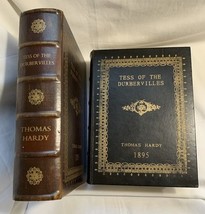 TESS OF THE
DURBERVILLES
THOMAS
HARDY
TESS OF THE
DURBERVILLES
THOMAS HARDY
1895